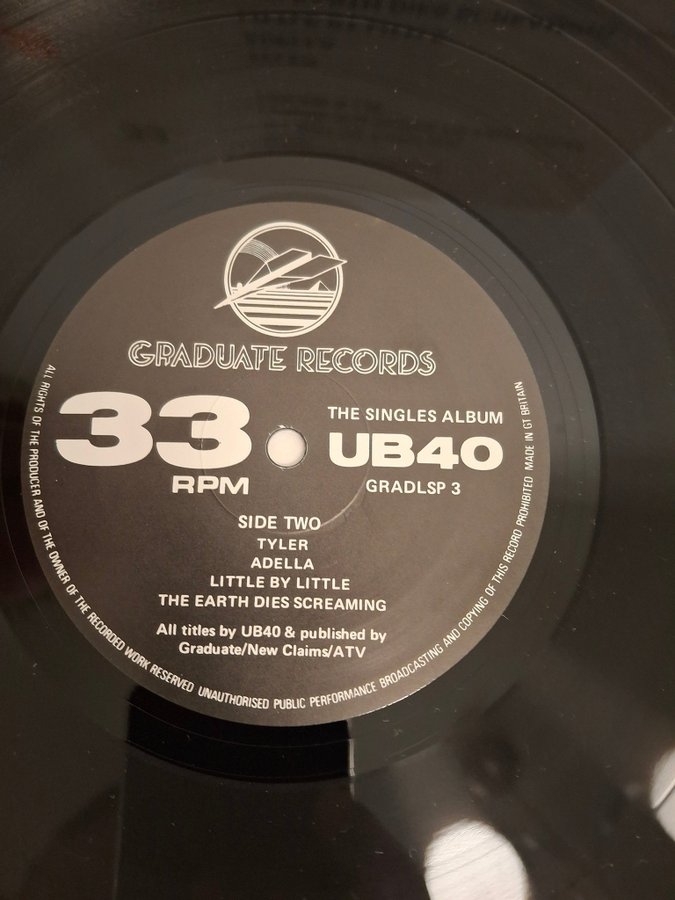 GRADUATE RECORDS
33
RPM
THE SINGLES ALBUM
UB40
GRADLSP 3
SIDE TWO
TYLER
ADELLA
LITTLE BY LITTLE
THE EARTH DIES SCREAMING
All titles by UB40 & published by
Graduate/New Claims/ATV
ALL RIGHTS OF THE PRODUCER AND OF THE OWNER OF THE RECORDED WORK RESERVED UNAUTHORISED PUBLIC PERFORMANCE BROADCASTING AND COPYING OF THIS RECORD PROHIBITED MADE IN GT BRITAIN